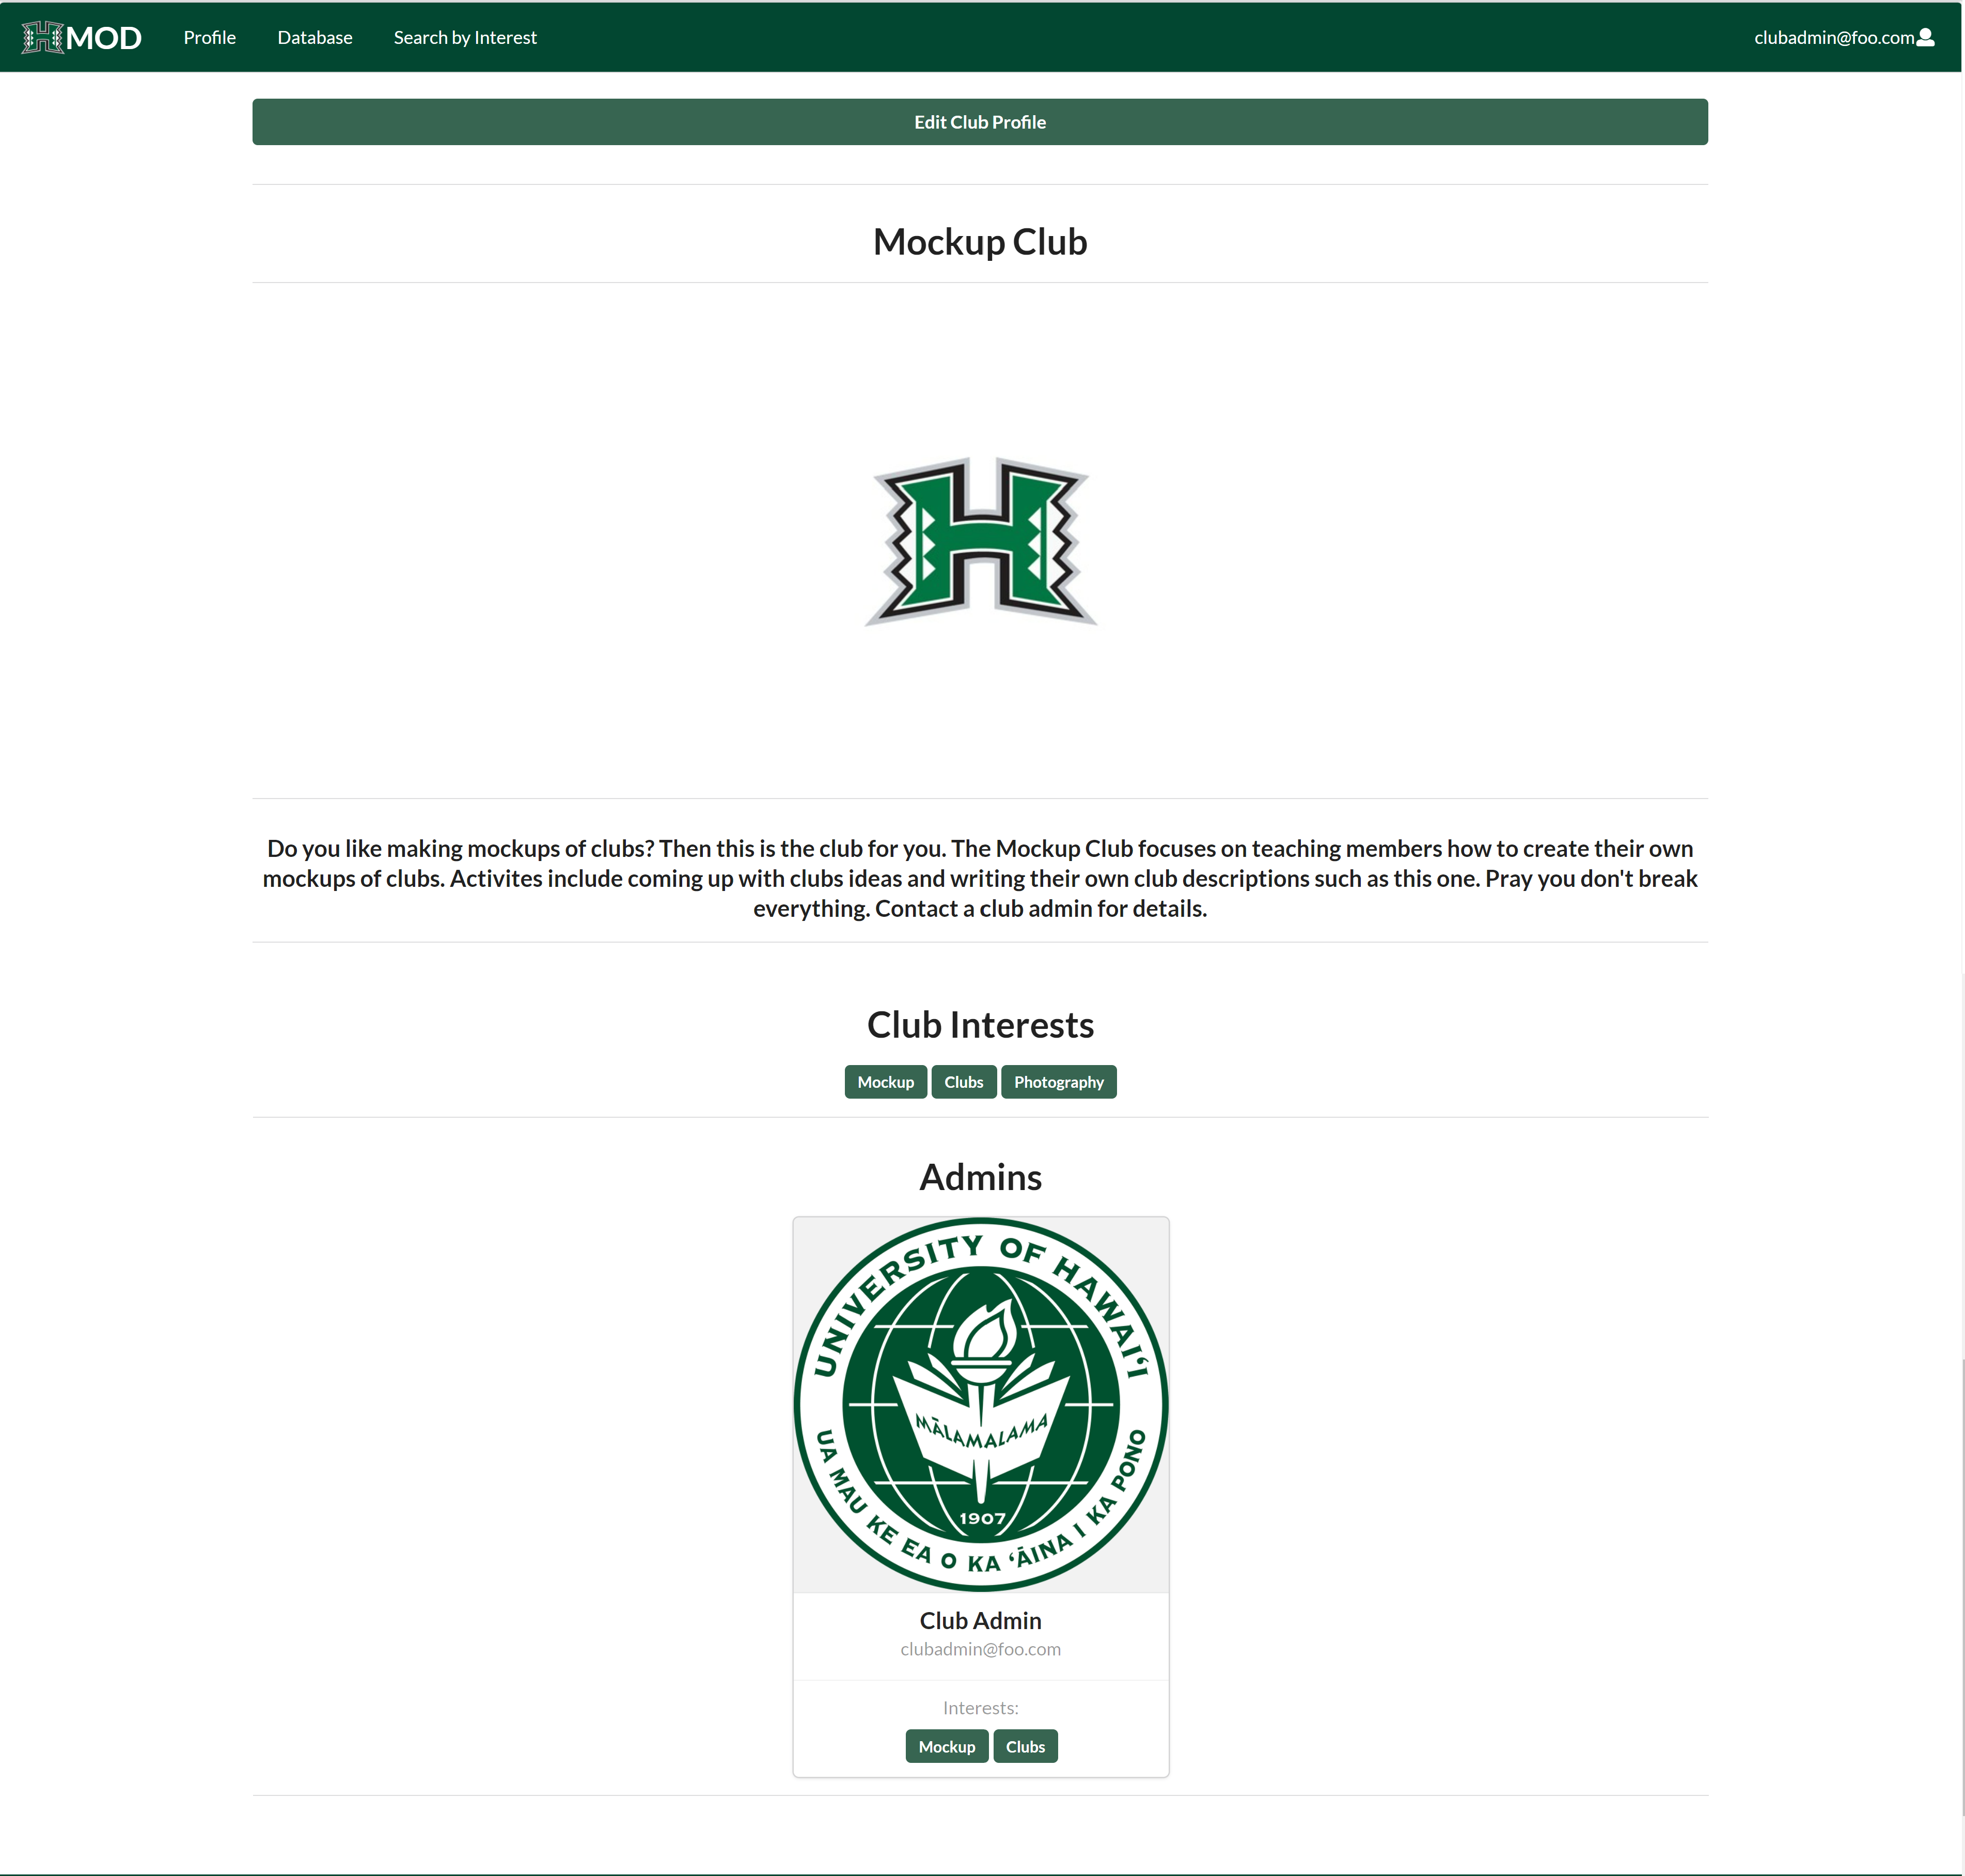 H MOD Profile Database Search by Interest clubadmin@foo.com
Edit Club Profile
Mockup Club
H
Do you like making mockups of clubs? Then this is the club for you. The Mockup Club focuses on teaching members how to create their own
mockups of clubs. Activites include coming up with clubs ideas and writing their own club descriptions such as this one. Pray you don't break
everything. Contact a club admin for details.
Club Interests
Mockup Clubs Photography
Admins
UNIVERSITY OF HAWAIʻI
MĀLAMALAMA
1907
UA MAU KE EA O KA ʻĀINA I KA PONO
Club Admin
clubadmin@foo.com
Interests:
Mockup Clubs